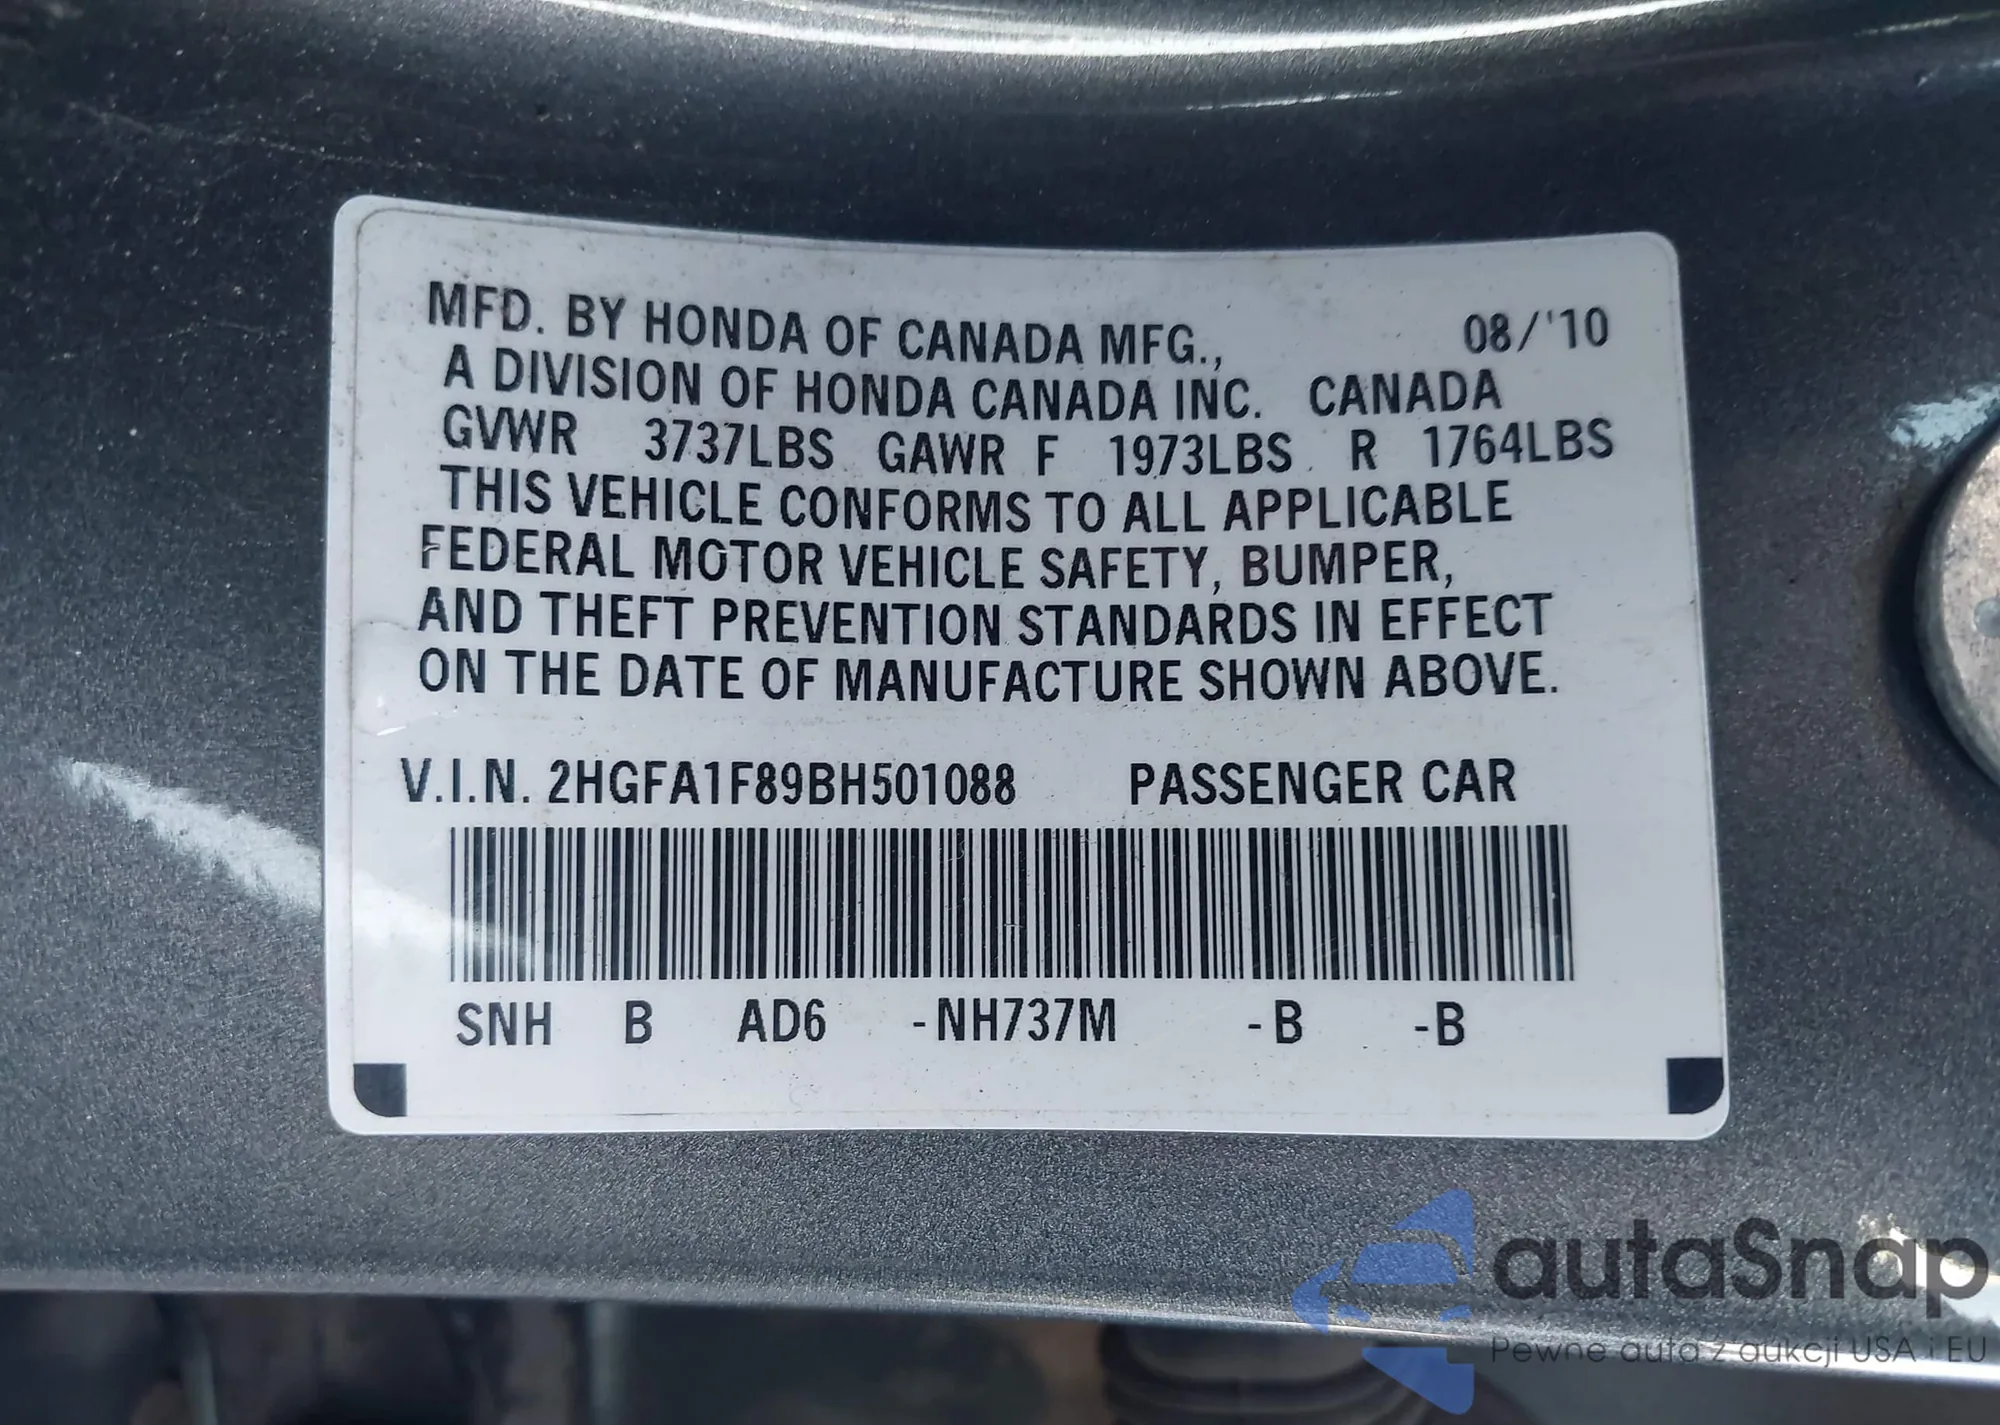 MFD. BY HONDA OF CANADA MFG., 08/'10
A DIVISION OF HONDA CANADA INC. CANADA
GVWR 3737LBS GAWR F 1973LBS R 1764LBS
THIS VEHICLE CONFORMS TO ALL APPLICABLE
FEDERAL MOTOR VEHICLE SAFETY, BUMPER,
AND THEFT PREVENTION STANDARDS IN EFFECT
ON THE DATE OF MANUFACTURE SHOWN ABOVE.
V.I.N. 2HGFA1F89BH501088 PASSENGER CAR
SNH B AD6 -NH737M -B -B
autaSnap
Pewne auta z aukcji USA i EU